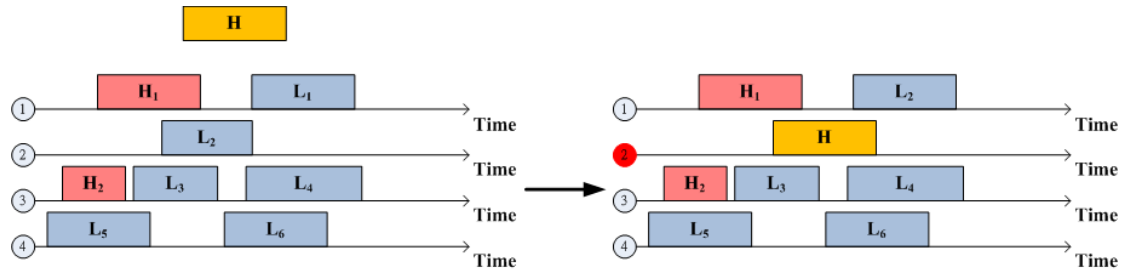 H
H₁ L₁
1 Time
L₂
2 Time
H₂ L₃ L₄
3 Time
L₅ L₆
4 Time
H₁ L₂
1 Time
H
2 Time
H₂ L₃ L₄
3 Time
L₅ L₆
4 Time